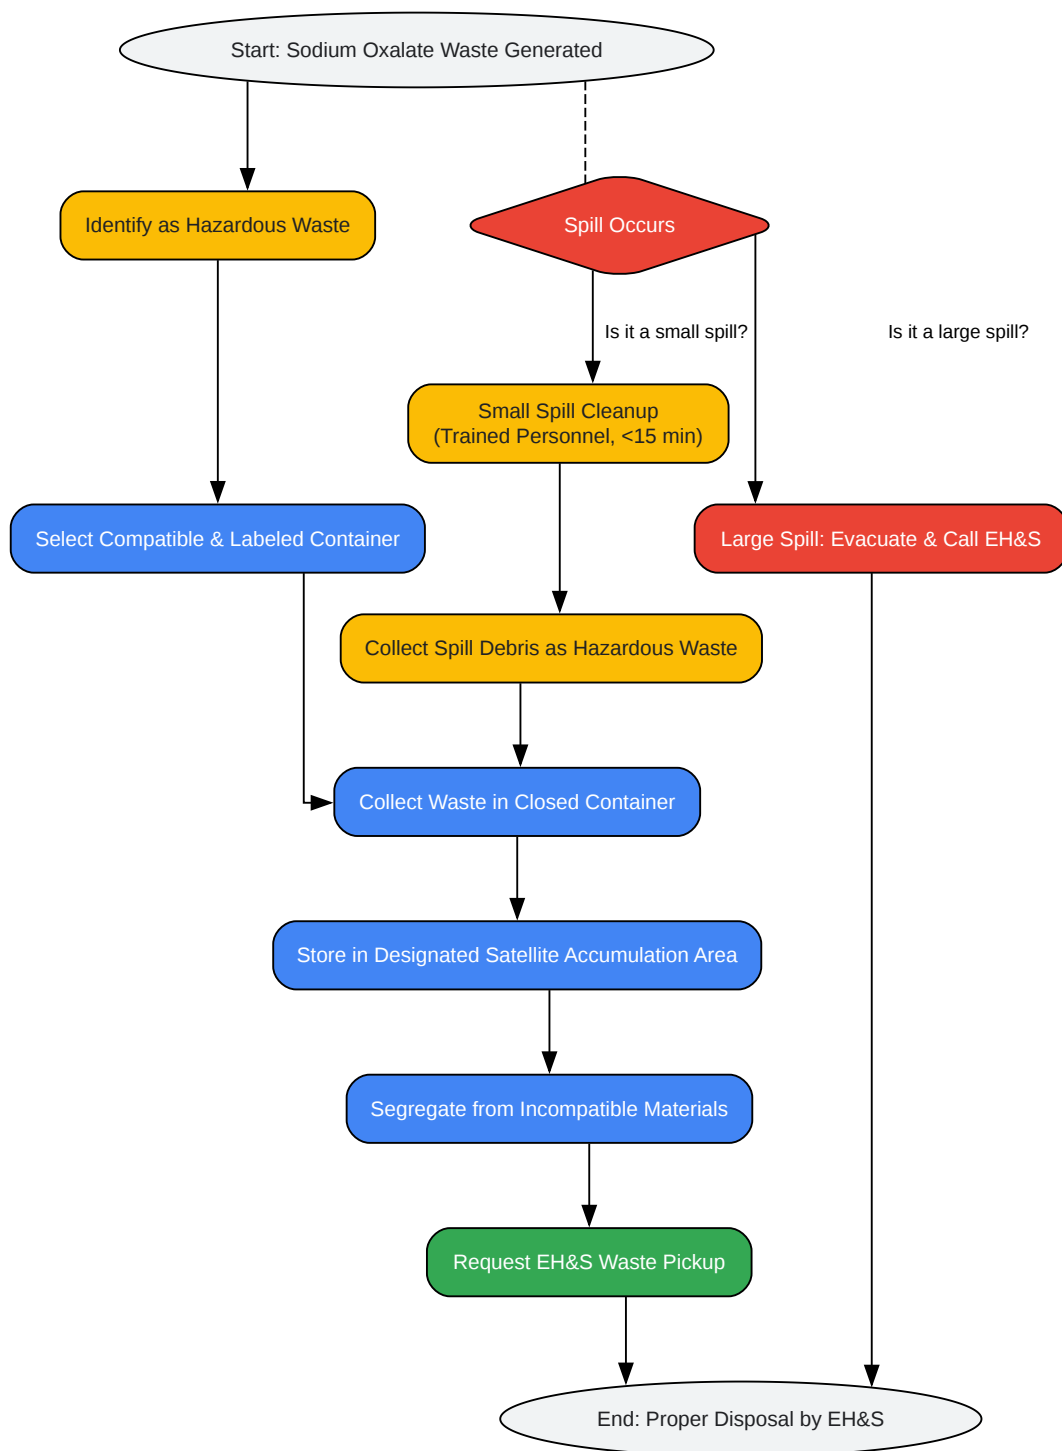 Start: Sodium Oxalate Waste Generated
Identify as Hazardous Waste
Spill Occurs
Is it a small spill?
Is it a large spill?
Small Spill Cleanup
(Trained Personnel, <15 min)
Select Compatible & Labeled Container
Large Spill: Evacuate & Call EH&S
Collect Spill Debris as Hazardous Waste
Collect Waste in Closed Container
Store in Designated Satellite Accumulation Area
Segregate from Incompatible Materials
Request EH&S Waste Pickup
End: Proper Disposal by EH&S